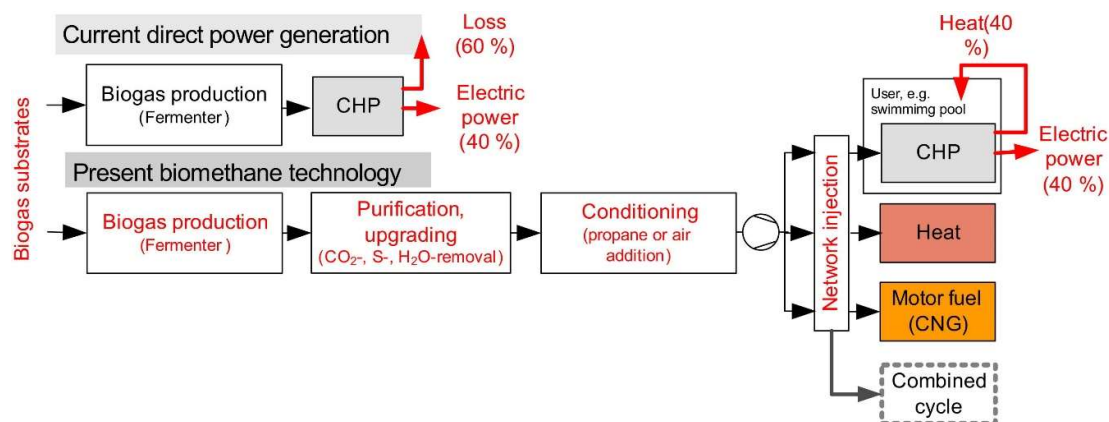 Current direct power generation
Loss
(60 %)
Biogas production
(Fermenter)
CHP
Electric
power
(40 %)
Biogas substrates
Present biomethane technology
Biogas production
(Fermenter)
Purification,
upgrading
(CO₂-, S-, H₂O-removal)
Conditioning
(propane or air
addition)
Network injection
Heat(40
%)
User, e.g.
swimmimg pool
CHP
Electric
power
(40 %)
Heat
Motor fuel
(CNG)
Combined
cycle